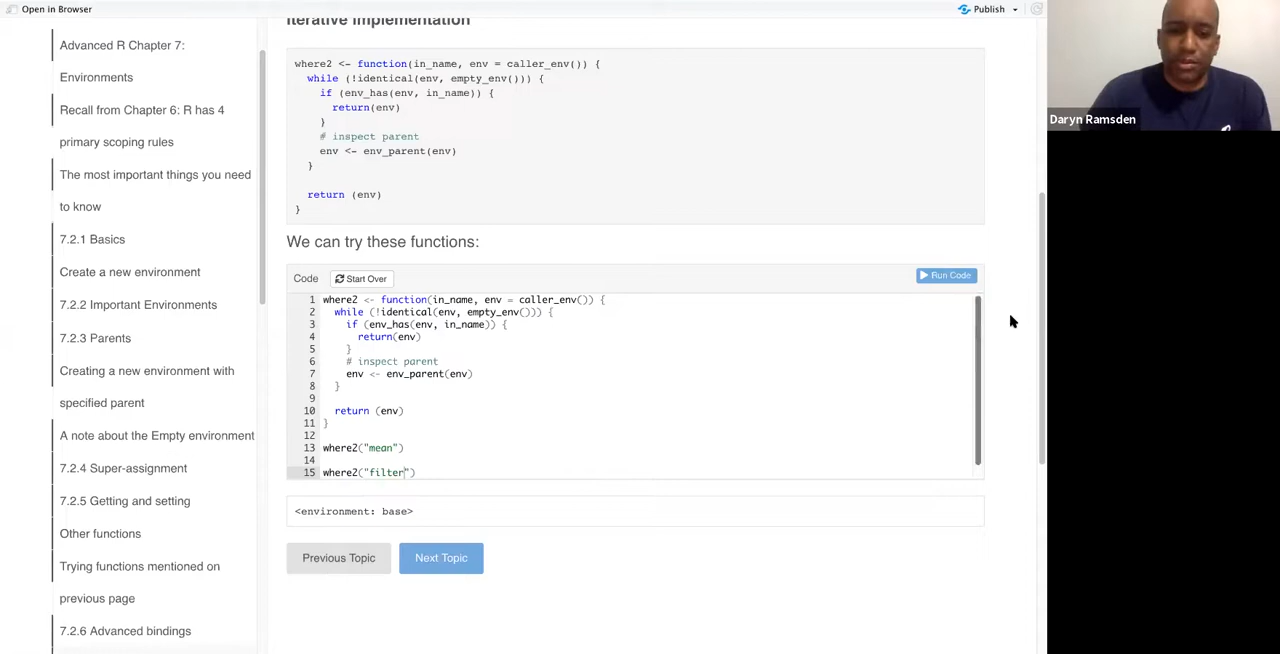 Open in Browser
Publish
Advanced R Chapter 7:
Environments
Recall from Chapter 6: R has 4
primary scoping rules
The most important things you need
to know
7.2.1 Basics
Create a new environment
7.2.2 Important Environments
7.2.3 Parents
Creating a new environment with
specified parent
A note about the Empty environment
7.2.4 Super-assignment
7.2.5 Getting and setting
Other functions
Trying functions mentioned on
previous page
7.2.6 Advanced bindings
Iterative Implementation
where2 <- function(in_name, env = caller_env()) {
while (!identical(env, empty_env())) {
if (env_has(env, in_name)) {
return(env)
}
# inspect parent
env <- env_parent(env)
}
return (env)
}
We can try these functions:
Code
Start Over
Run Code
1 where2 <- function(in_name, env = caller_env()) {
2 while (!identical(env, empty_env())) {
3 if (env_has(env, in_name)) {
4 return(env)
5 }
6 # inspect parent
7 env <- env_parent(env)
8 }
9
10 return (env)
11 }
12
13 where2("mean")
14
15 where2("filter")
<environment: base>
Previous Topic
Next Topic
Daryn Ramsden